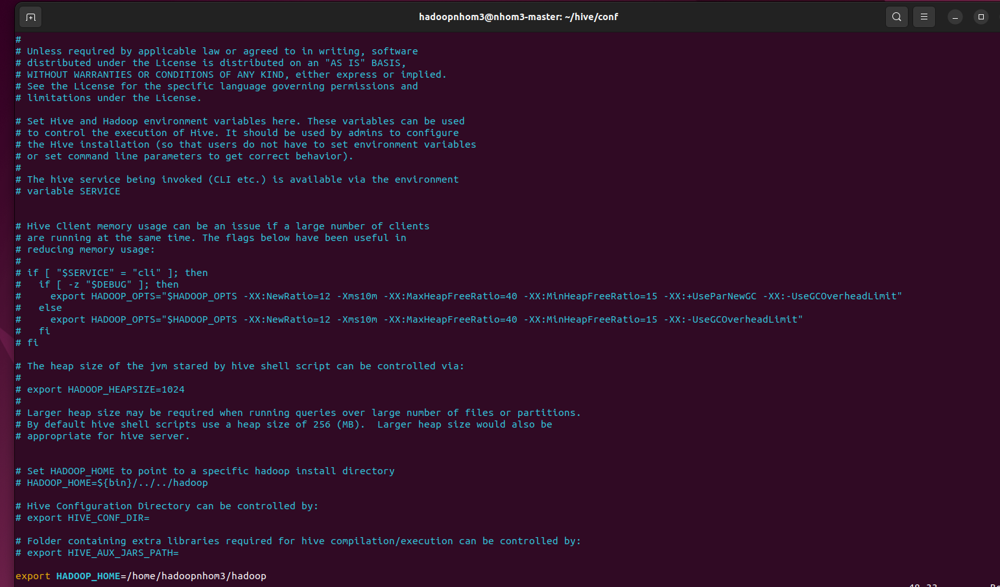 hadoopnhom3@nhom3-master: ~/hive/conf
#
# Unless required by applicable law or agreed to in writing, software
# distributed under the License is distributed on an "AS IS" BASIS,
# WITHOUT WARRANTIES OR CONDITIONS OF ANY KIND, either express or implied.
# See the License for the specific language governing permissions and
# limitations under the License.

# Set Hive and Hadoop environment variables here. These variables can be used
# to control the execution of Hive. It should be used by admins to configure
# the Hive installation (so that users do not have to set environment variables
# or set command line parameters to get correct behavior).
#
# The hive service being invoked (CLI etc.) is available via the environment
# variable SERVICE

# Hive Client memory usage can be an issue if a large number of clients
# are running at the same time. The flags below have been useful in
# reducing memory usage:
#
# if [ "$SERVICE" = "cli" ]; then
#   if [ -z "$DEBUG" ]; then
#     export HADOOP_OPTS="$HADOOP_OPTS -XX:NewRatio=12 -Xms10m -XX:MaxHeapFreeRatio=40 -XX:MinHeapFreeRatio=15 -XX:+UseParNewGC -XX:-UseGCOverheadLimit"
#   else
#     export HADOOP_OPTS="$HADOOP_OPTS -XX:NewRatio=12 -Xms10m -XX:MaxHeapFreeRatio=40 -XX:MinHeapFreeRatio=15 -XX:-UseGCOverheadLimit"
#   fi
# fi

# The heap size of the jvm stared by hive shell script can be controlled via:
#
# export HADOOP_HEAPSIZE=1024
#
# Larger heap size may be required when running queries over large number of files or partitions.
# By default hive shell scripts use a heap size of 256 (MB).  Larger heap size would also be
# appropriate for hive server.

# Set HADOOP_HOME to point to a specific hadoop install directory
# HADOOP_HOME=${bin}/../../hadoop

# Hive Configuration Directory can be controlled by:
# export HIVE_CONF_DIR=

# Folder containing extra libraries required for hive compilation/execution can be controlled by:
# export HIVE_AUX_JARS_PATH=

export HADOOP_HOME=/home/hadoopnhom3/hadoop